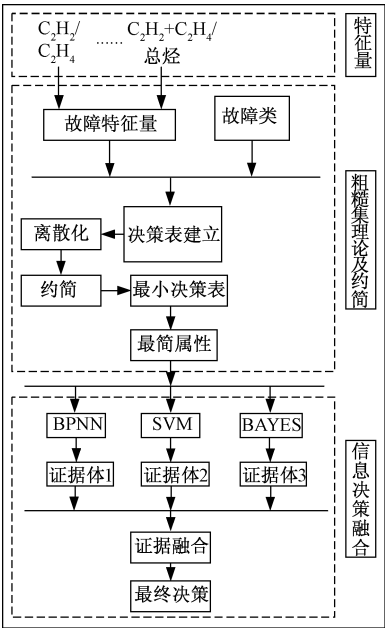 C₂H₂/
C₂H₄
……
C₂H₂+C₂H₄/
总烃
特征量
故障特征量
故障类
决策表建立
离散化
约简
最小决策表
最简属性
粗糙集理论及约简
BPNN
SVM
BAYES
证据体1
证据体2
证据体3
证据融合
最终决策
信息决策融合